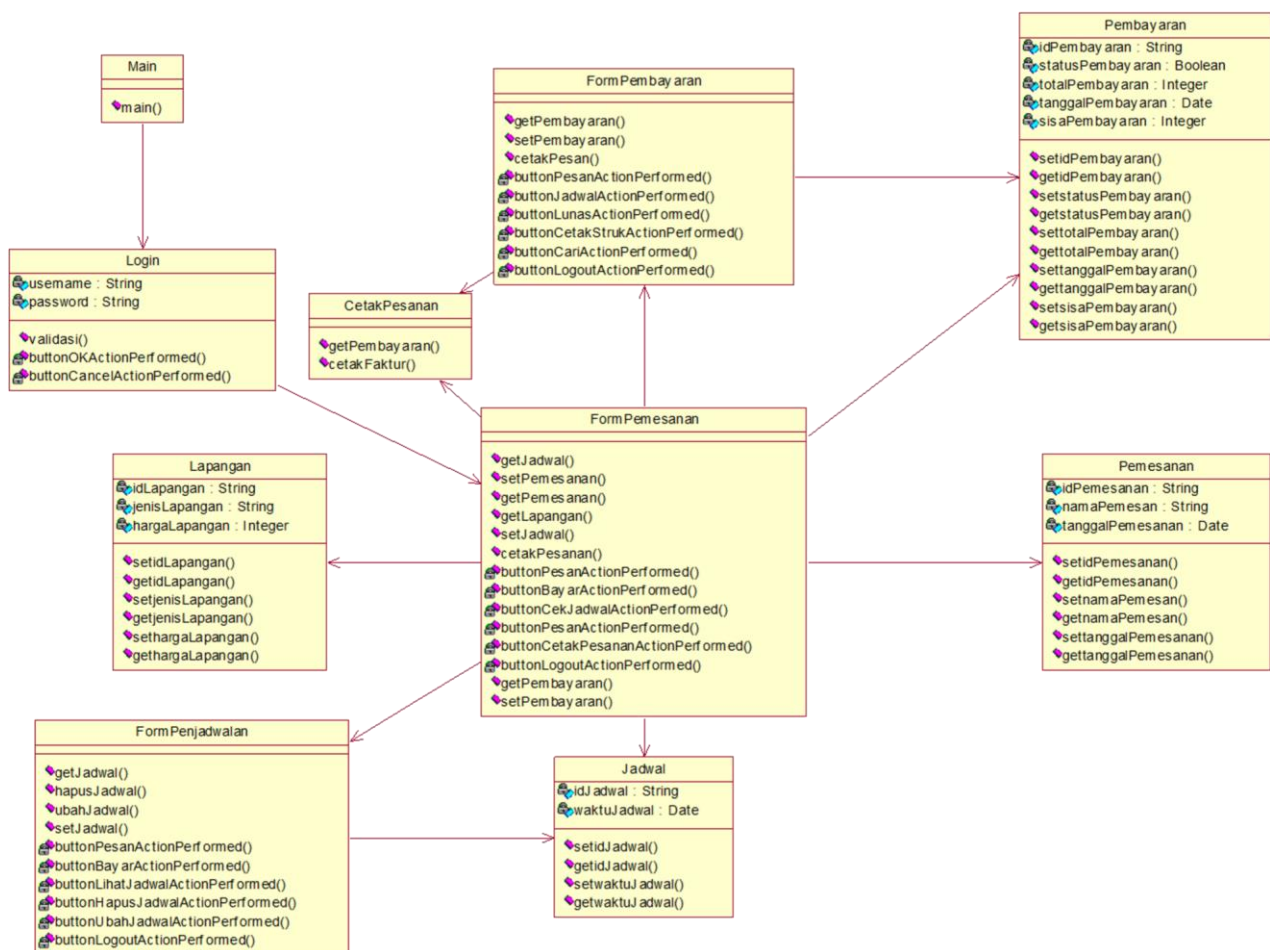 Main
main()
Login
username : String
password : String
validasi()
buttonOKActionPerformed()
buttonCancelActionPerformed()
FormPembayaran
getPembayaran()
setPembayaran()
cetakPesan()
buttonPesanActionPerformed()
buttonJadwalActionPerformed()
buttonLunasActionPerformed()
buttonCetakStrukActionPerformed()
buttonCariActionPerformed()
buttonLogoutActionPerformed()
Pembayaran
idPembayaran : String
statusPembayaran : Boolean
totalPembayaran : Integer
tanggalPembayaran : Date
sisaPembayaran : Integer
setidPembayaran()
getidPembayaran()
setstatusPembayaran()
getstatusPembayaran()
settotalPembayaran()
gettotalPembayaran()
settanggalPembayaran()
gettanggalPembayaran()
setsisaPembayaran()
getsisaPembayaran()
CetakPesanan
getPembayaran()
cetakFaktur()
FormPemesanan
getJadwal()
setPemesanan()
getPemesanan()
getLapangan()
setJadwal()
cetakPesanan()
buttonPesanActionPerformed()
buttonBayarActionPerformed()
buttonCekJadwalActionPerformed()
buttonPesanActionPerformed()
buttonCetakPesananActionPerformed()
buttonLogoutActionPerformed()
getPembayaran()
setPembayaran()
Lapangan
idLapangan : String
jenisLapangan : String
hargaLapangan : Integer
setidLapangan()
getidLapangan()
setjenisLapangan()
getjenisLapangan()
sethargaLapangan()
gethargaLapangan()
Pemesanan
idPemesanan : String
namaPemesan : String
tanggalPemesanan : Date
setidPemesanan()
getidPemesanan()
setnamaPemesan()
getnamaPemesan()
settanggalPemesanan()
gettanggalPemesanan()
FormPenjadwalan
getJadwal()
hapusJadwal()
ubahJadwal()
setJadwal()
buttonPesanActionPerformed()
buttonBayarActionPerformed()
buttonLihatJadwalActionPerformed()
buttonHapusJadwalActionPerformed()
buttonUbahJadwalActionPerformed()
buttonLogoutActionPerformed()
Jadwal
idJadwal : String
waktuJadwal : Date
setidJadwal()
getidJadwal()
setwaktuJadwal()
getwaktuJadwal()